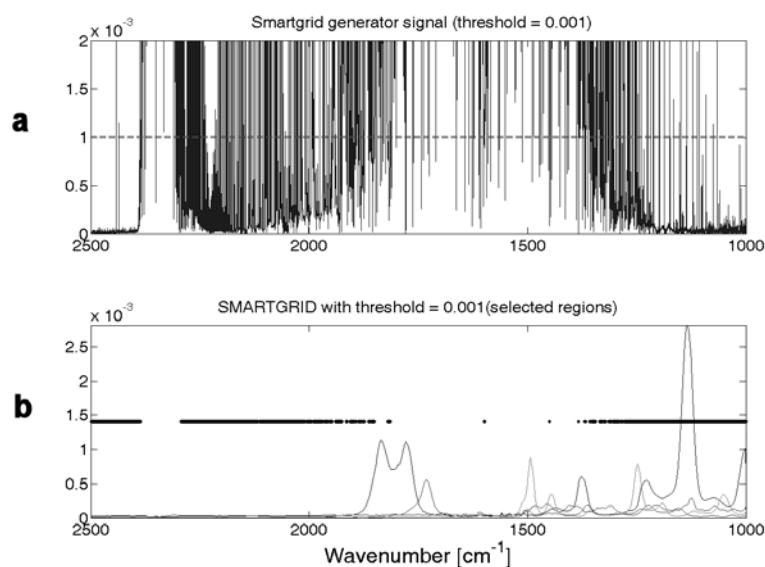 Smartgrid generator signal (threshold = 0.001)
x 10-3
2
1.5
a
1
0.5
0
2500 2000 1500 1000
SMARTGRID with threshold = 0.001(selected regions)
x 10-3
2.5
2
b
1.5
1
0.5
0
2500 2000 1500 1000
Wavenumber [cm-1]